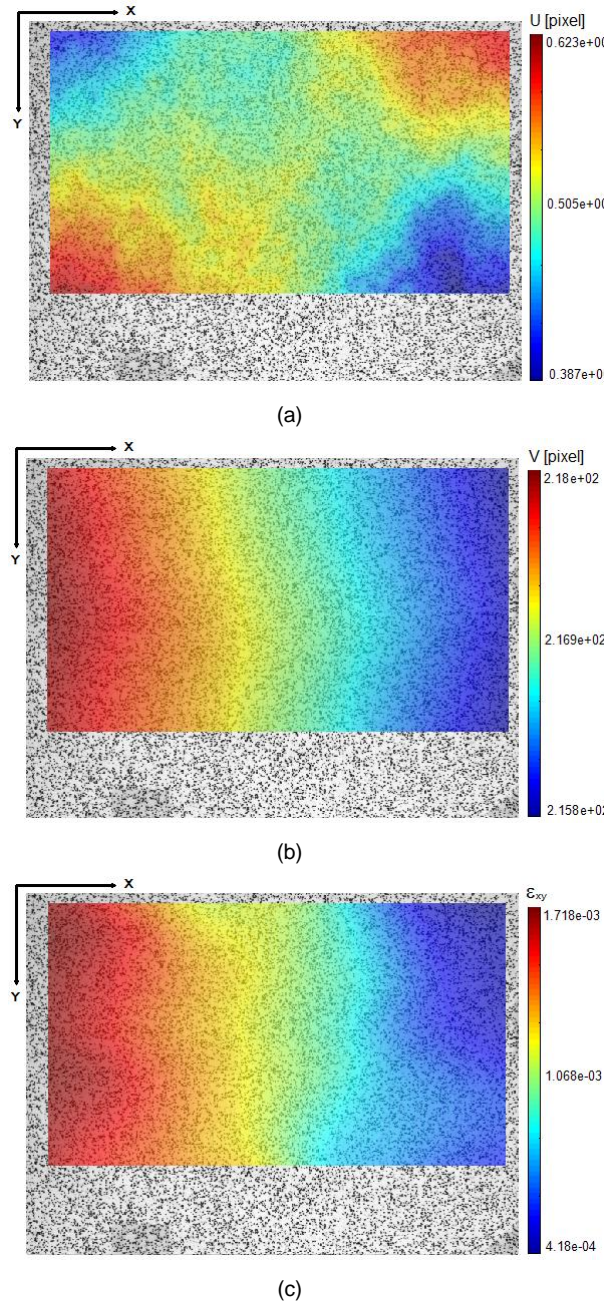 X
Y
U [pixel]
0.623e+00
0.505e+00
0.387e+00
(a)
X
Y
V [pixel]
2.18e+02
2.169e+02
2.158e+02
(b)
X
Y
εxy
1.718e-03
1.068e-03
4.18e-04
(c)